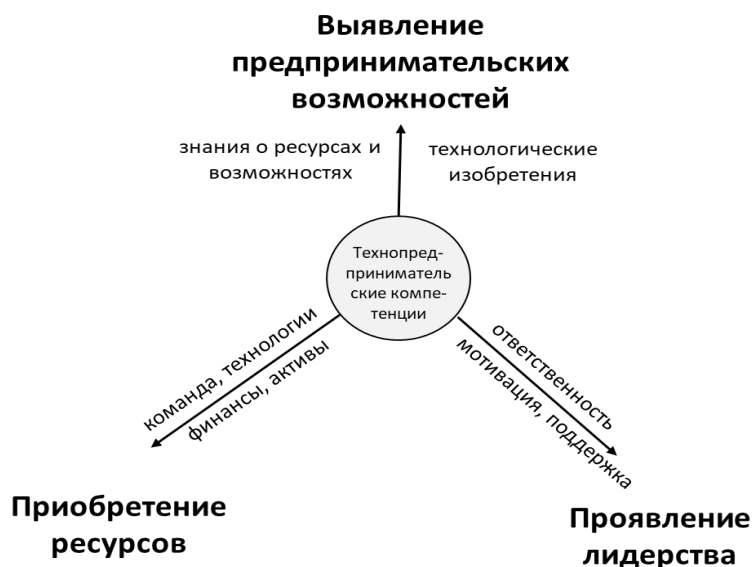 Выявление
предпринимательских
возможностей
знания о ресурсах и
возможностях
технологические
изобретения
Технопред-
приниматель
ские компе-
тенции
команда, технологии
финансы, активы
ответственность
мотивация, поддержка
Приобретение
ресурсов
Проявление
лидерства